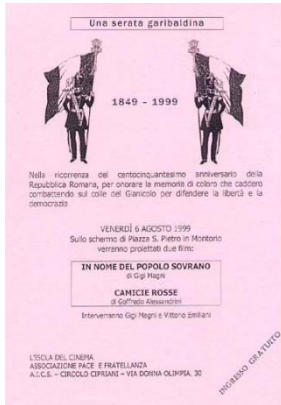 Una serata garibaldina
1849 - 1999
Nella ricorrenza del centocinquantesimo anniversario della
Repubblica Romana, per onorare la memoria di coloro che caddero
combattendo sul colle del Gianicolo per difendere la libertà e la
democrazia
VENERDÌ 6 AGOSTO 1999
Sullo schermo di Piazza S. Pietro in Montorio
verranno proiettati due film:
IN NOME DEL POPOLO SOVRANO
di Gigi Magni
CAMICIE ROSSE
di Goffredo Alessandrini
Interverranno Gigi Magni e Vittorio Emiliani
L'ISOLA DEL CINEMA
ASSOCIAZIONE PACE E FRATELLANZA
A.I.C.S. - CIRCOLO CIPRIANI - VIA DONNA OLIMPIA, 30
INGRESSO GRATUITO